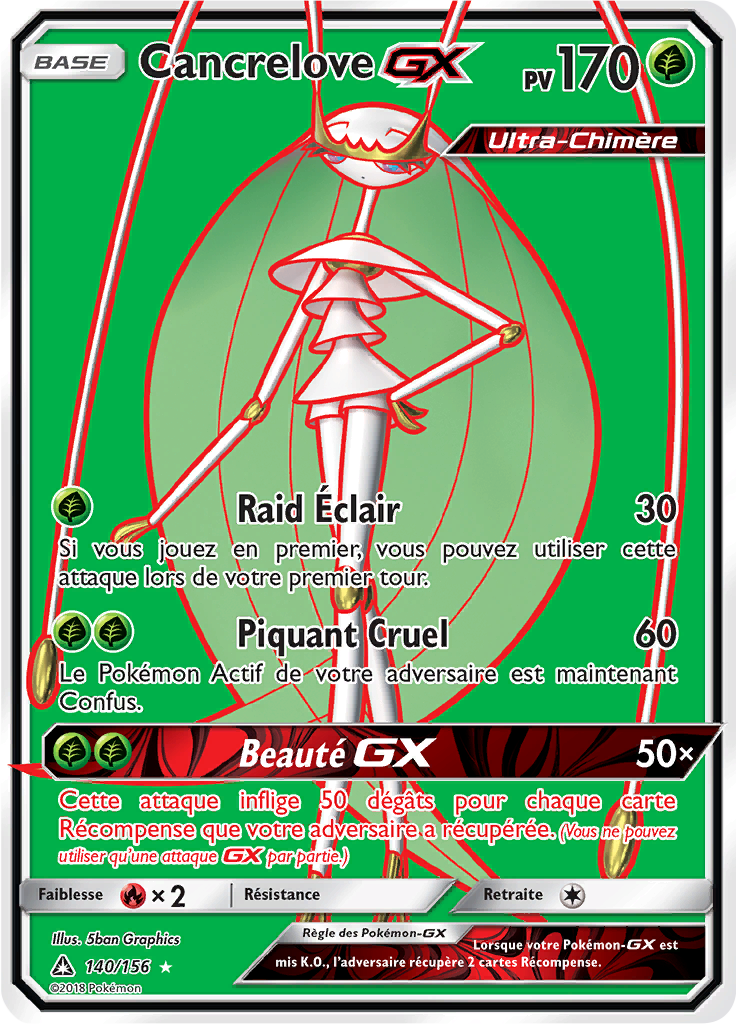 BASE
Cancrelove GX
PV 170
Ultra-Chimère
Raid Éclair 30
Si vous jouez en premier, vous pouvez utiliser cette
attaque lors de votre premier tour.
Piquant Cruel 60
Le Pokémon Actif de votre adversaire est maintenant
Confus.
Beauté GX 50×
Cette attaque inflige 50 dégâts pour chaque carte
Récompense que votre adversaire a récupérée. (Vous ne pouvez
utiliser qu'une attaque GX par partie.)
Faiblesse ×2 Résistance Retraite
Illus. 5ban Graphics
140/156
©2018 Pokémon
Règle des Pokémon-GX
Lorsque votre Pokémon-GX est
mis K.O., l'adversaire récupère 2 cartes Récompense.